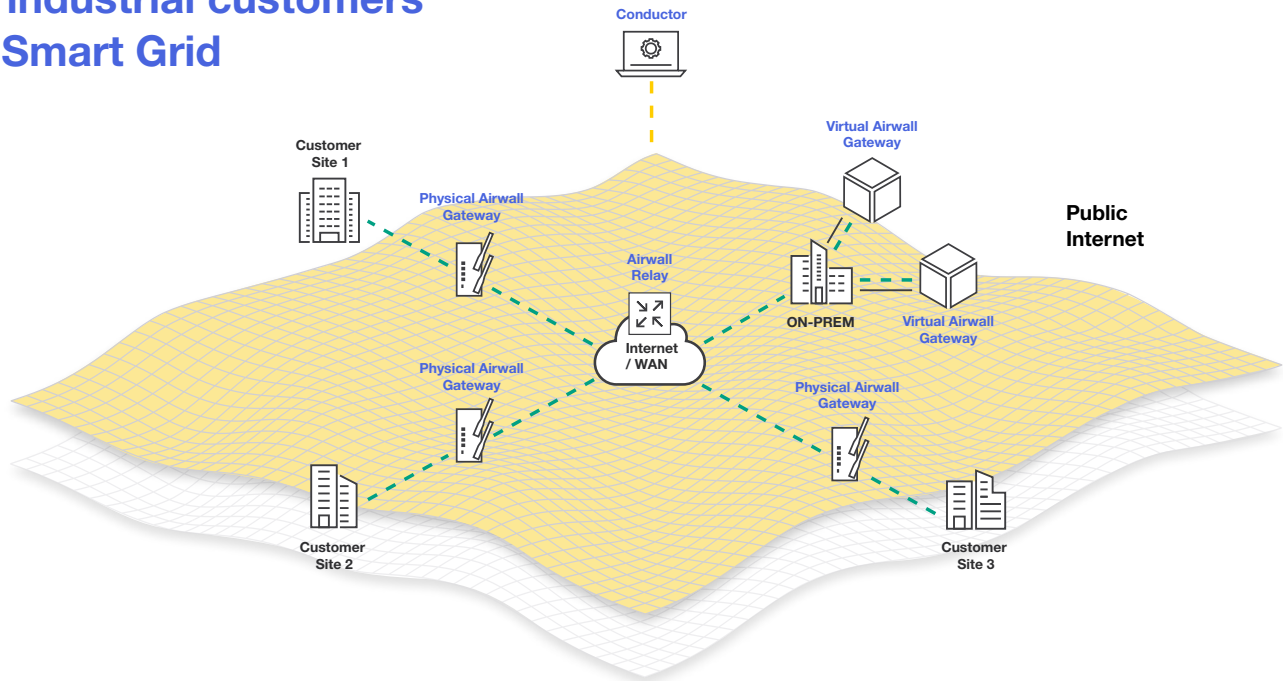 Industrial customers
Smart Grid
Conductor
Virtual Airwall
Gateway
Customer
Site 1
Physical Airwall
Gateway
Public
Internet
Airwall
Relay
Internet
/ WAN
ON-PREM
Virtual Airwall
Gateway
Physical Airwall
Gateway
Physical Airwall
Gateway
Customer
Site 2
Customer
Site 3